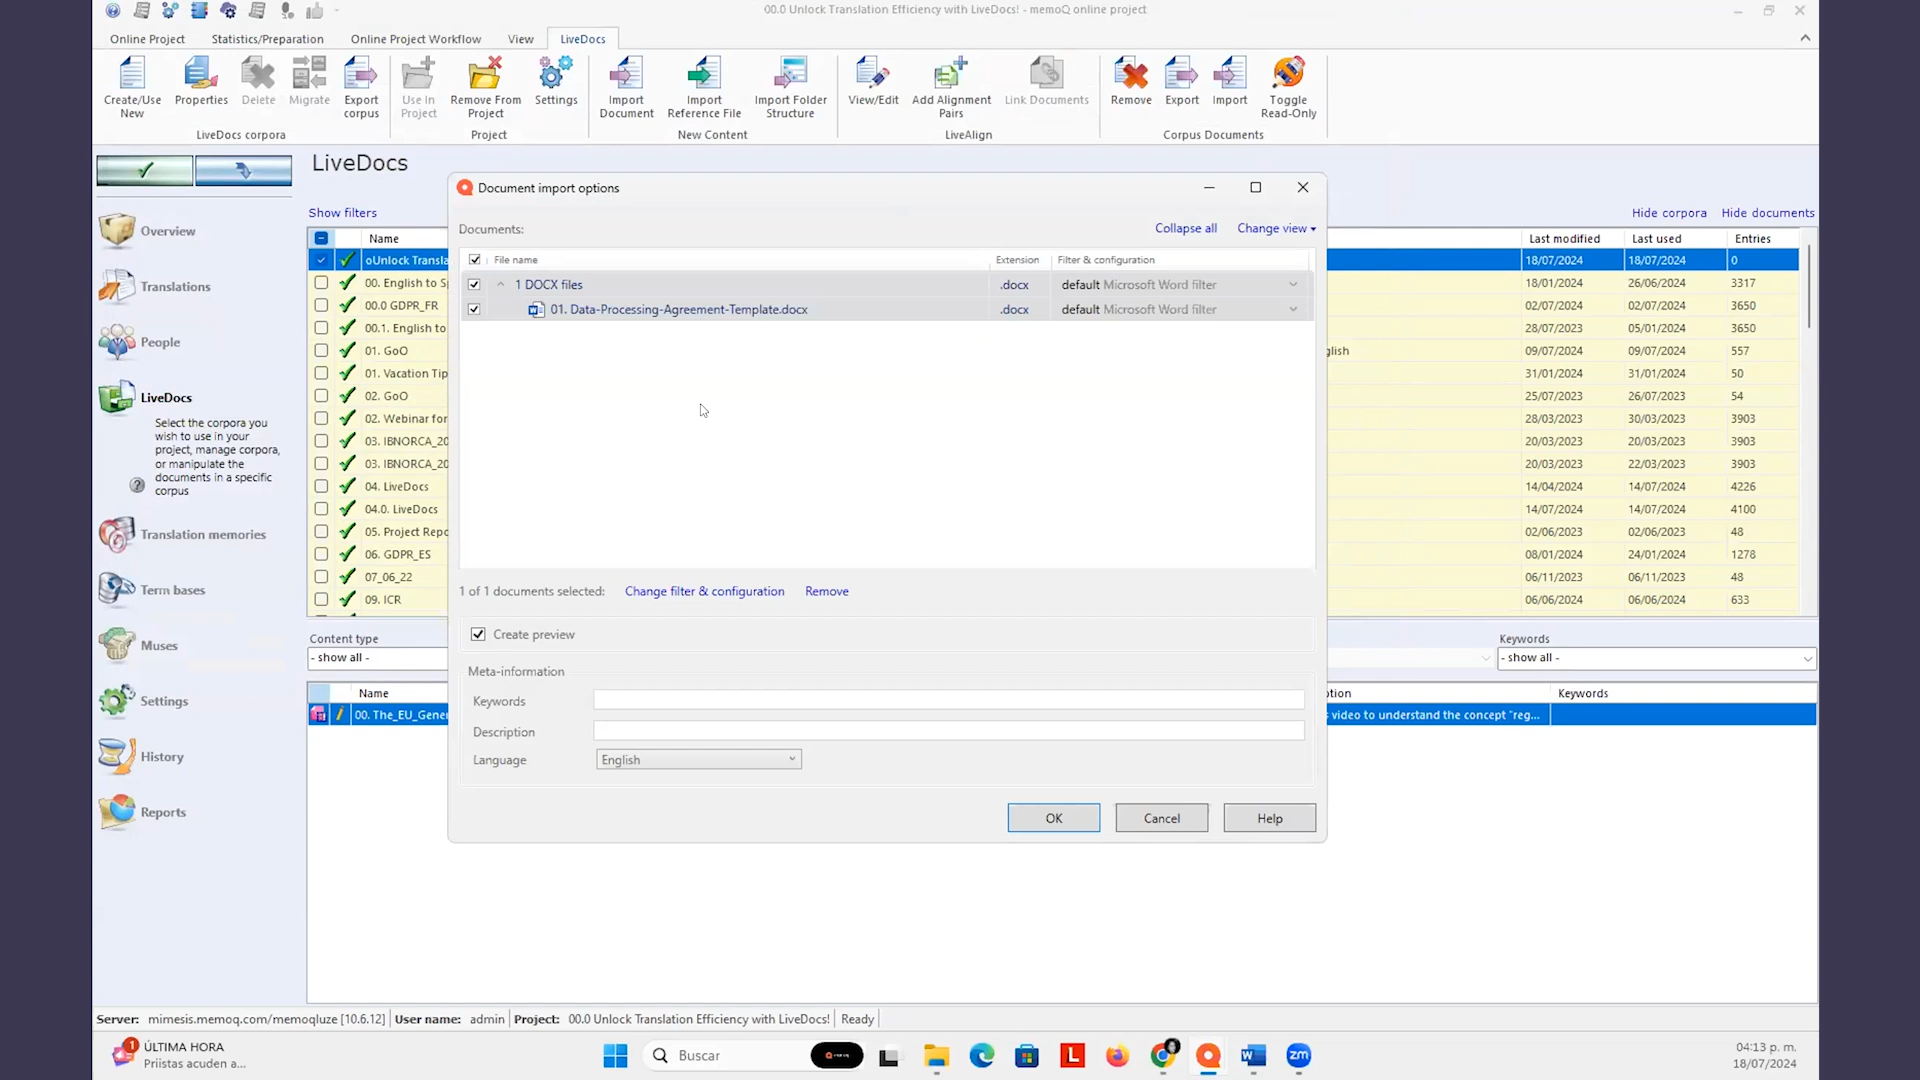 00.0 Unlock Translation Efficiency with LiveDocs! - memoQ online project
Online Project Statistics/Preparation Online Project Workflow View LiveDocs
Create/Use New
Properties
Delete
Migrate
Export corpus
Use In Project
Remove From Project
Settings
Import Document
Import Reference File
Import Folder Structure
View/Edit
Add Alignment Pairs
Link Documents
Remove
Export
Import
Toggle Read-Only
LiveDocs corpora Project New Content LiveAlign Corpus Documents
LiveDocs
Show filters Hide corpora Hide documents
Overview
Translations
People
LiveDocs
Select the corpora you
wish to use in your
project, manage corpora,
or manipulate the
documents in a specific
corpus
Translation memories
Term bases
Muses
Settings
History
Reports
Name Last modified Last used Entries
oUnlock Transla 18/07/2024 18/07/2024 0
00. English to S 18/01/2024 26/06/2024 3317
00.0 GDPR_FR 02/07/2024 02/07/2024 3650
00.1. English to 28/07/2023 05/01/2024 3650
01. GoO glish 09/07/2024 09/07/2024 557
01. Vacation Tip 31/01/2024 31/01/2024 50
02. GoO 25/07/2023 26/07/2023 54
02. Webinar for 28/03/2023 30/03/2023 3903
03. IBNORCA_20 20/03/2023 20/03/2023 3903
03. IBNORCA_20 20/03/2023 22/03/2023 3903
04. LiveDocs 14/04/2024 14/07/2024 4226
04.0. LiveDocs 14/07/2024 14/07/2024 4100
05. Project Repo 02/06/2023 02/06/2023 48
06. GDPR_ES 08/01/2024 24/01/2024 1278
07_06_22 06/11/2023 06/11/2023 48
09. ICR 06/06/2024 06/06/2024 633
Document import options
Documents: Collapse all Change view
File name Extension Filter & configuration
1 DOCX files .docx default Microsoft Word filter
01. Data-Processing-Agreement-Template.docx .docx default Microsoft Word filter
1 of 1 documents selected: Change filter & configuration Remove
Create preview
Meta-information
Keywords
Description
Language English
OK Cancel Help
Content type Keywords
- show all - - show all -
Name tion Keywords
00. The_EU_Gener video to understand the concept "reg...
Server: mimesis.memoq.com/memoqluze [10.6.12] User name: admin Project: 00.0 Unlock Translation Efficiency with LiveDocs! Ready
1
ÚLTIMA HORA
Priistas acuden a...
Buscar
L
zm
04:13 p. m.
18/07/2024